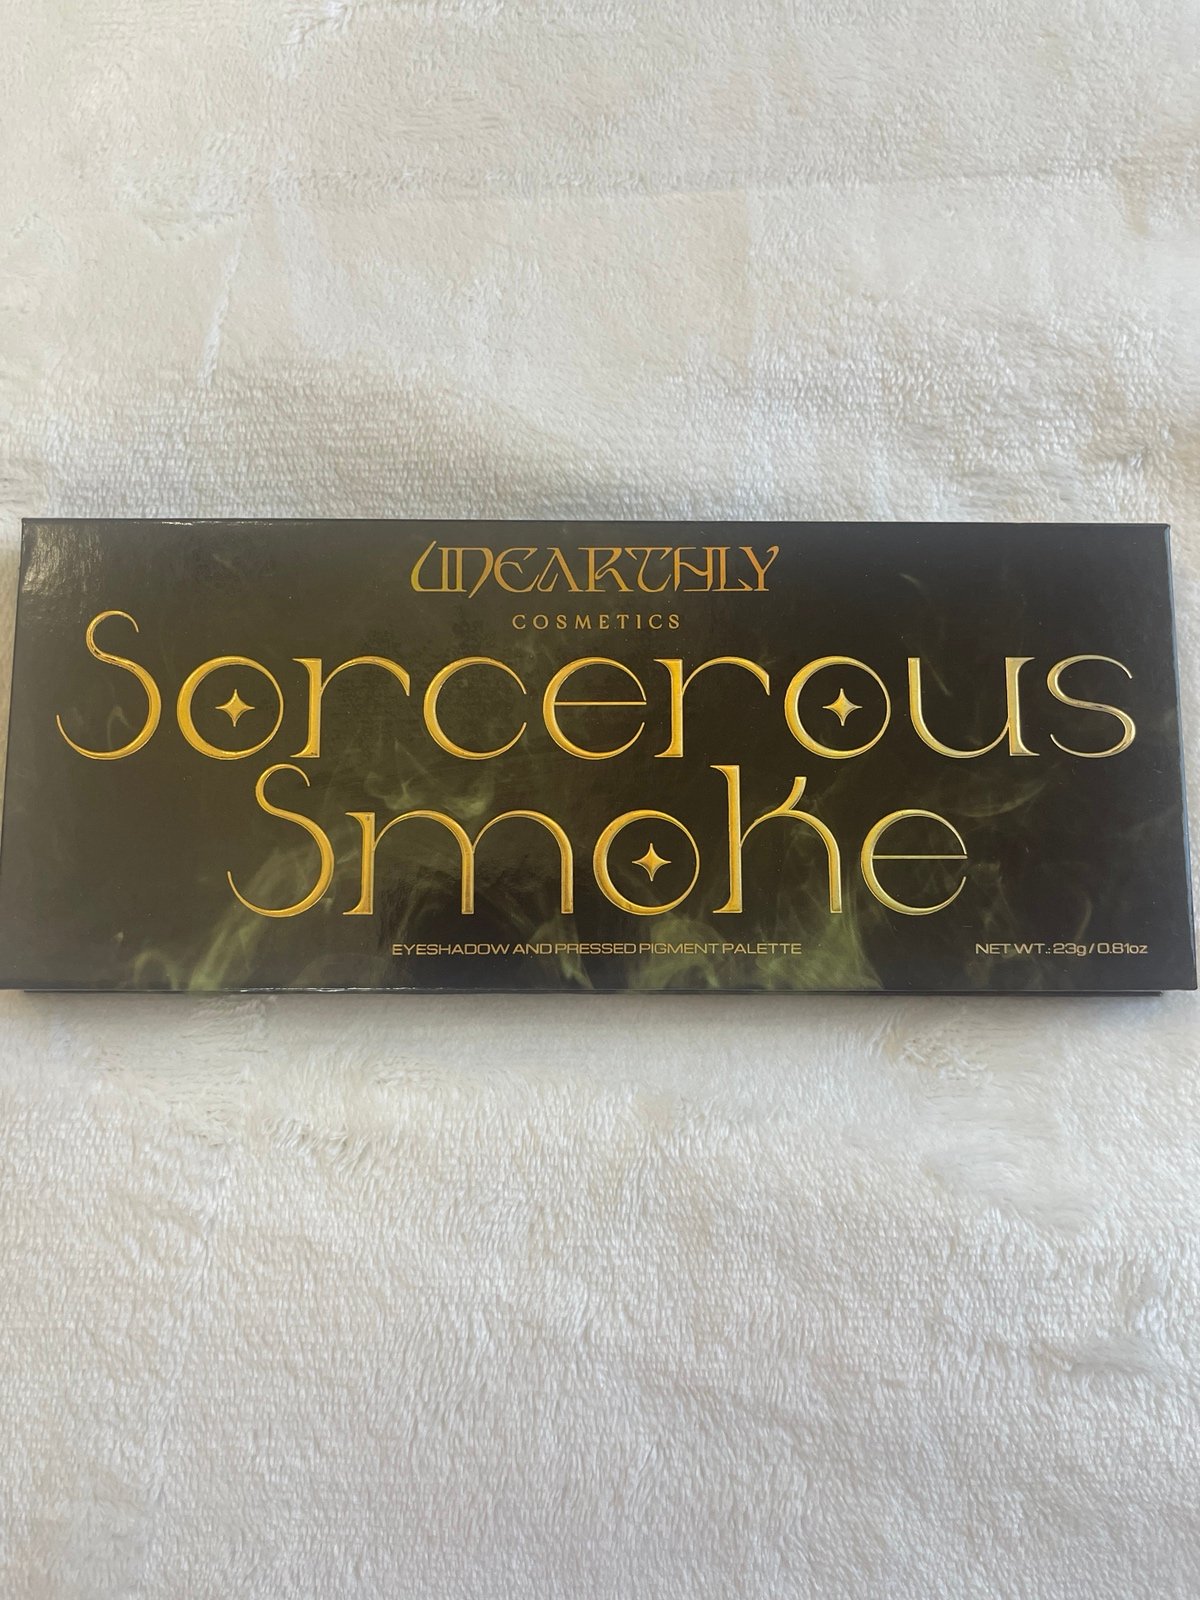 UNEARTHLY
COSMETICS
Sorcerous
Smoke
EYESHADOW AND PRESSED PIGMENT PALETTE
NET WT.: 23g / 0.81oz